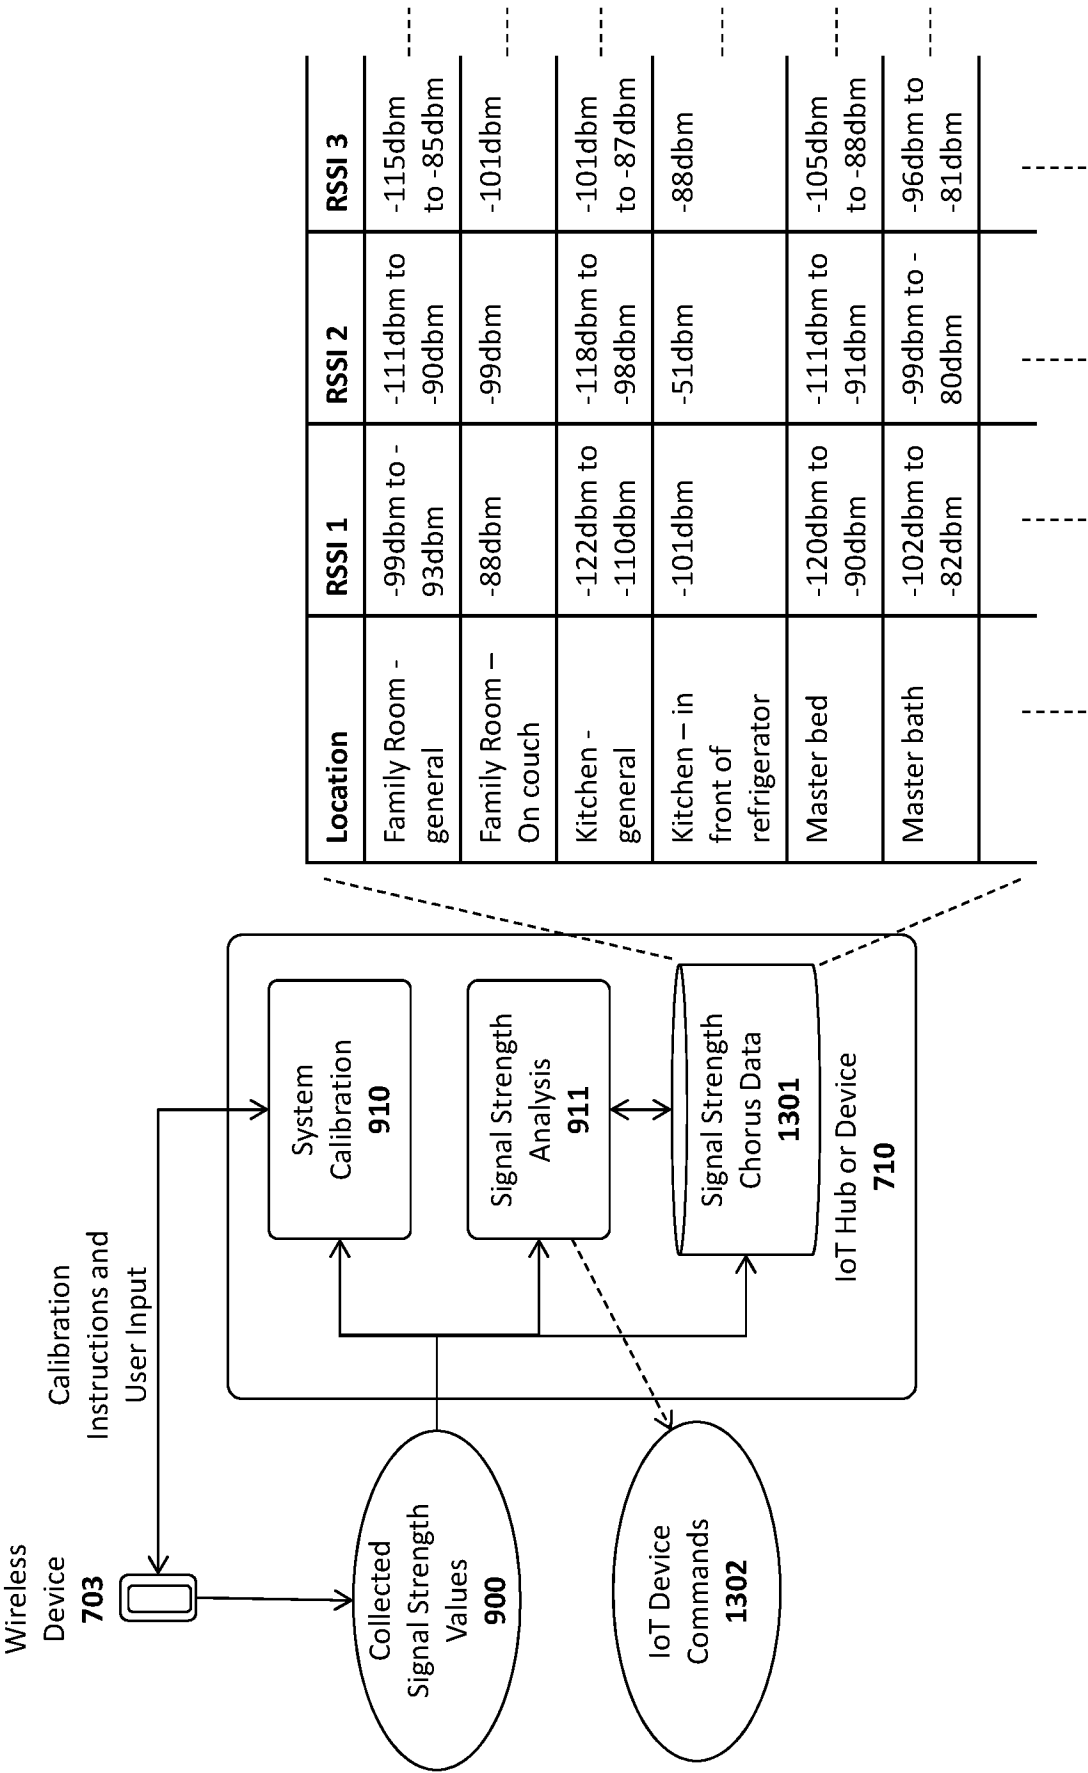 Wireless
Device
703
Calibration
Instructions and
User Input
Collected
Signal Strength
Values
900
IoT Device
Commands
1302
System
Calibration
910
Signal Strength
Analysis
911
Signal Strength
Chorus Data
1301
IoT Hub or Device
710
Location RSSI 1 RSSI 2 RSSI 3
Family Room - -99dbm to - -111dbm to -115dbm
general 93dbm -90dbm to -85dbm
Family Room – -88dbm -99dbm -101dbm
On couch
Kitchen - -122dbm to -118dbm to -101dbm
general -110dbm -98dbm to -87dbm
Kitchen – in -101dbm -51dbm -88dbm
front of
refrigerator
Master bed -120dbm to -111dbm to -105dbm
-90dbm -91dbm to -88dbm
Master bath -102dbm to -99dbm to - -96dbm to
-82dbm 80dbm -81dbm